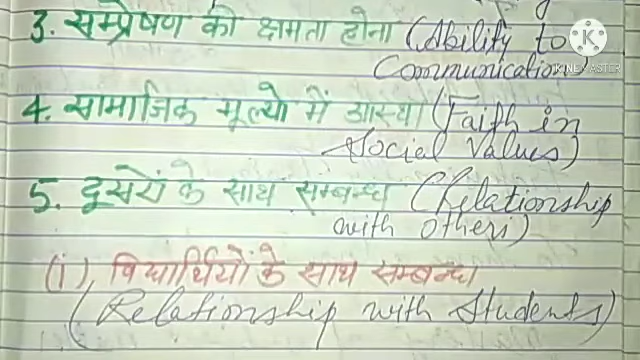 3. सम्प्रेषण की क्षमता होना (Ability to
Communication)
KINEMASTER
4. सामाजिक मूल्यो में आस्था (Faith in
Social Values)
5. दूसरों के साथ सम्बन्ध (Relationship
with others)
(i) विद्यार्थियों के साथ सम्बन्ध
(Relationship with Students)